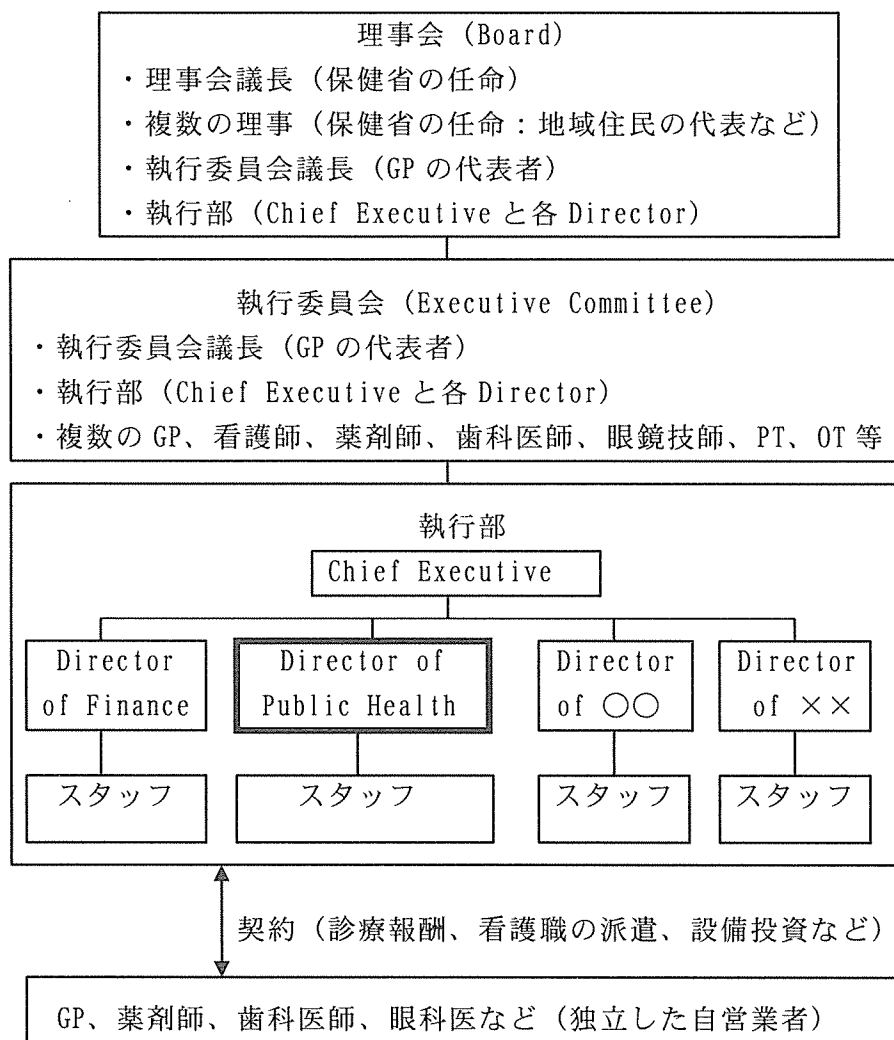 理事会 (Board)
・理事会議長（保健省の任命）
・複数の理事（保健省の任命：地域住民の代表など）
・執行委員会議長（GP の代表者）
・執行部（Chief Executive と各 Director）
執行委員会（Executive Committee）
・執行委員会議長（GP の代表者）
・執行部（Chief Executive と各 Director）
・複数の GP、看護師、薬剤師、歯科医師、眼鏡技師、PT、OT 等
執行部
Chief Executive
Director
of Finance
Director of
Public Health
Director
of ○○
Director
of ××
スタッフ
スタッフ
スタッフ
スタッフ
契約（診療報酬、看護職の派遣、設備投資など）
GP、薬剤師、歯科医師、眼科医など（独立した自営業者）